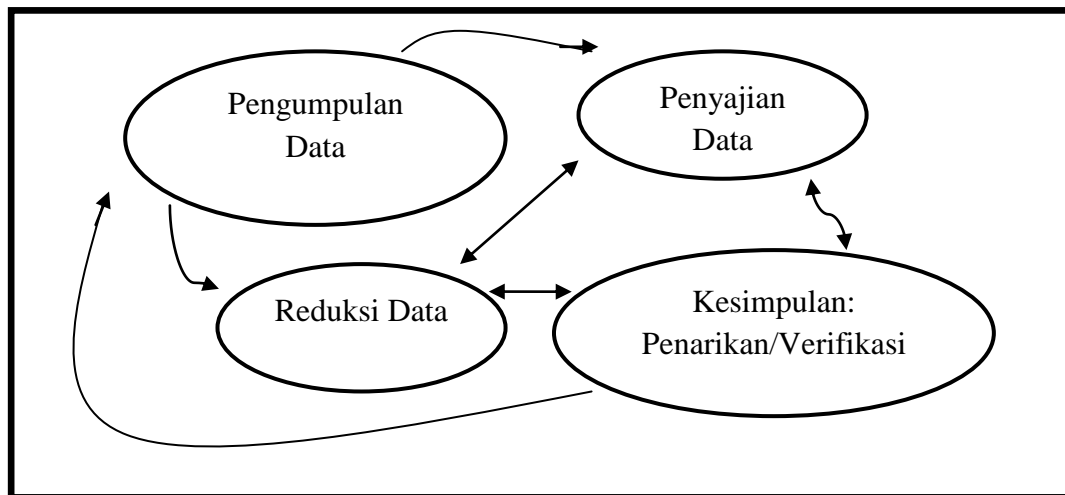 Pengumpulan
Data
Penyajian
Data
Reduksi Data
Kesimpulan:
Penarikan/Verifikasi